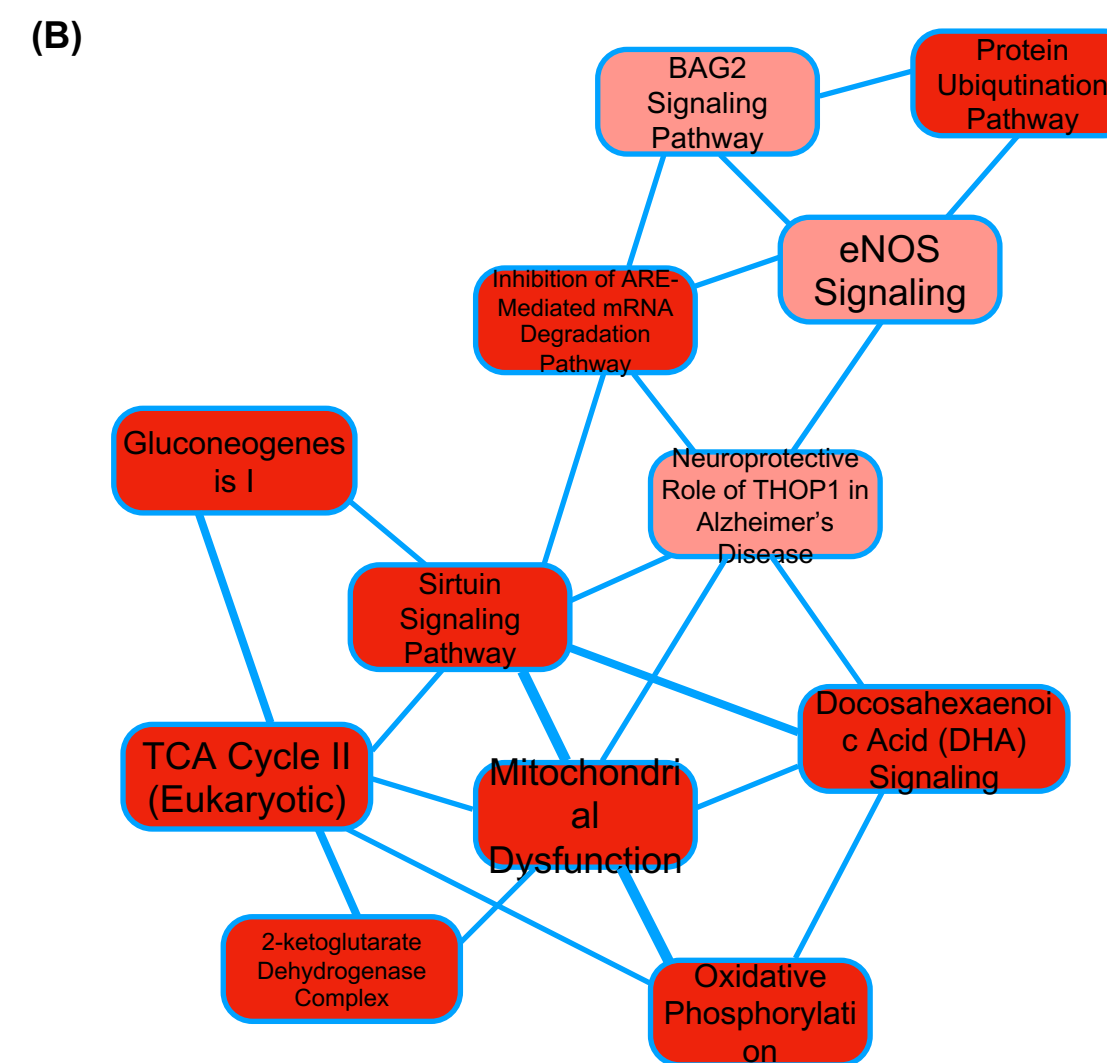 (B)
BAG2
Signaling
Pathway
Protein
Ubiqutination
Pathway
eNOS
Signaling
Inhibition of ARE-
Mediated mRNA
Degradation
Pathway
Gluconeogenes
is I
Neuroprotective
Role of THOP1 in
Alzheimer’s
Disease
Sirtuin
Signaling
Pathway
Docosahexaenoi
c Acid (DHA)
Signaling
TCA Cycle II
(Eukaryotic)
Mitochondri
al
Dysfunction
2-ketoglutarate
Dehydrogenase
Complex
Oxidative
Phosphorylati
on